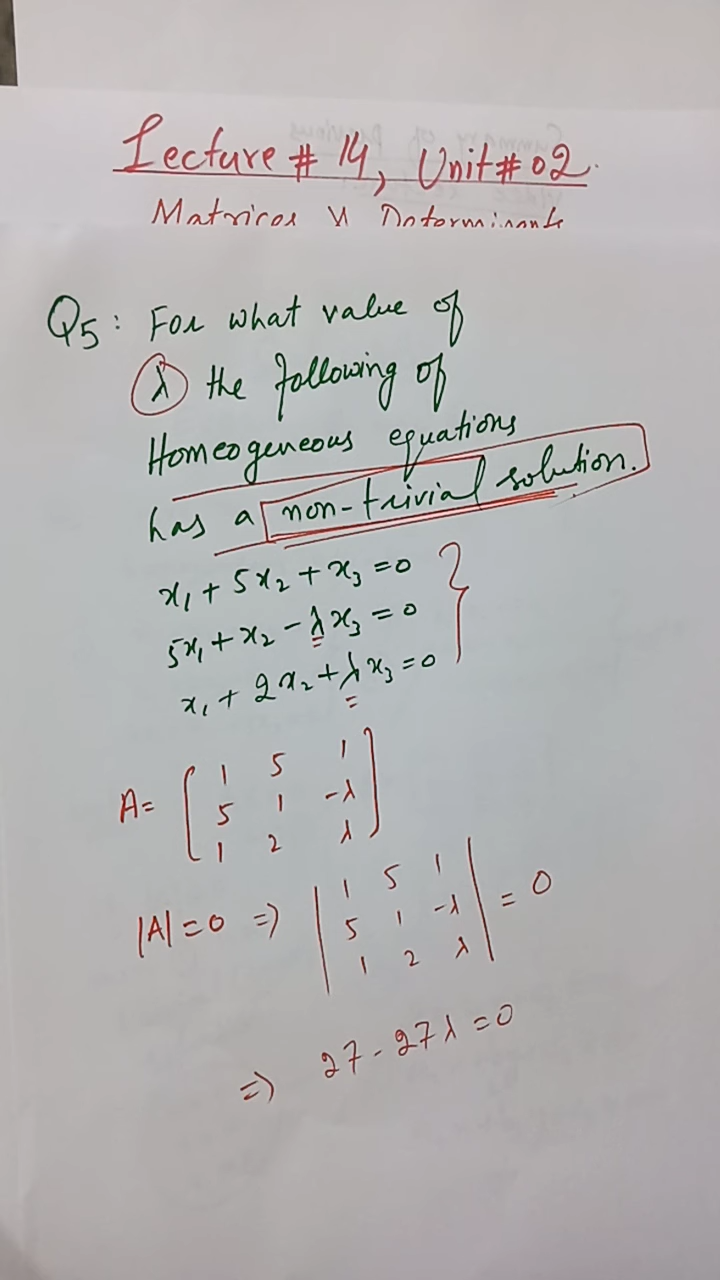 Lecture # 14, Unit # 02.
Matrices & Determinants
Q5: For what value of
λ the following of
Homeogeneous equations
has a non-trivial solution.
x₁ + 5x₂ + x₃ = 0
5x₁ + x₂ - λx₃ = 0
x₁ + 2x₂ + λx₃ = 0
A = [ 1 5 1
5 1 -λ
1 2 λ ]
|A| = 0 => | 1 5 1
5 1 -λ
1 2 λ | = 0
=> 27 - 27λ = 0